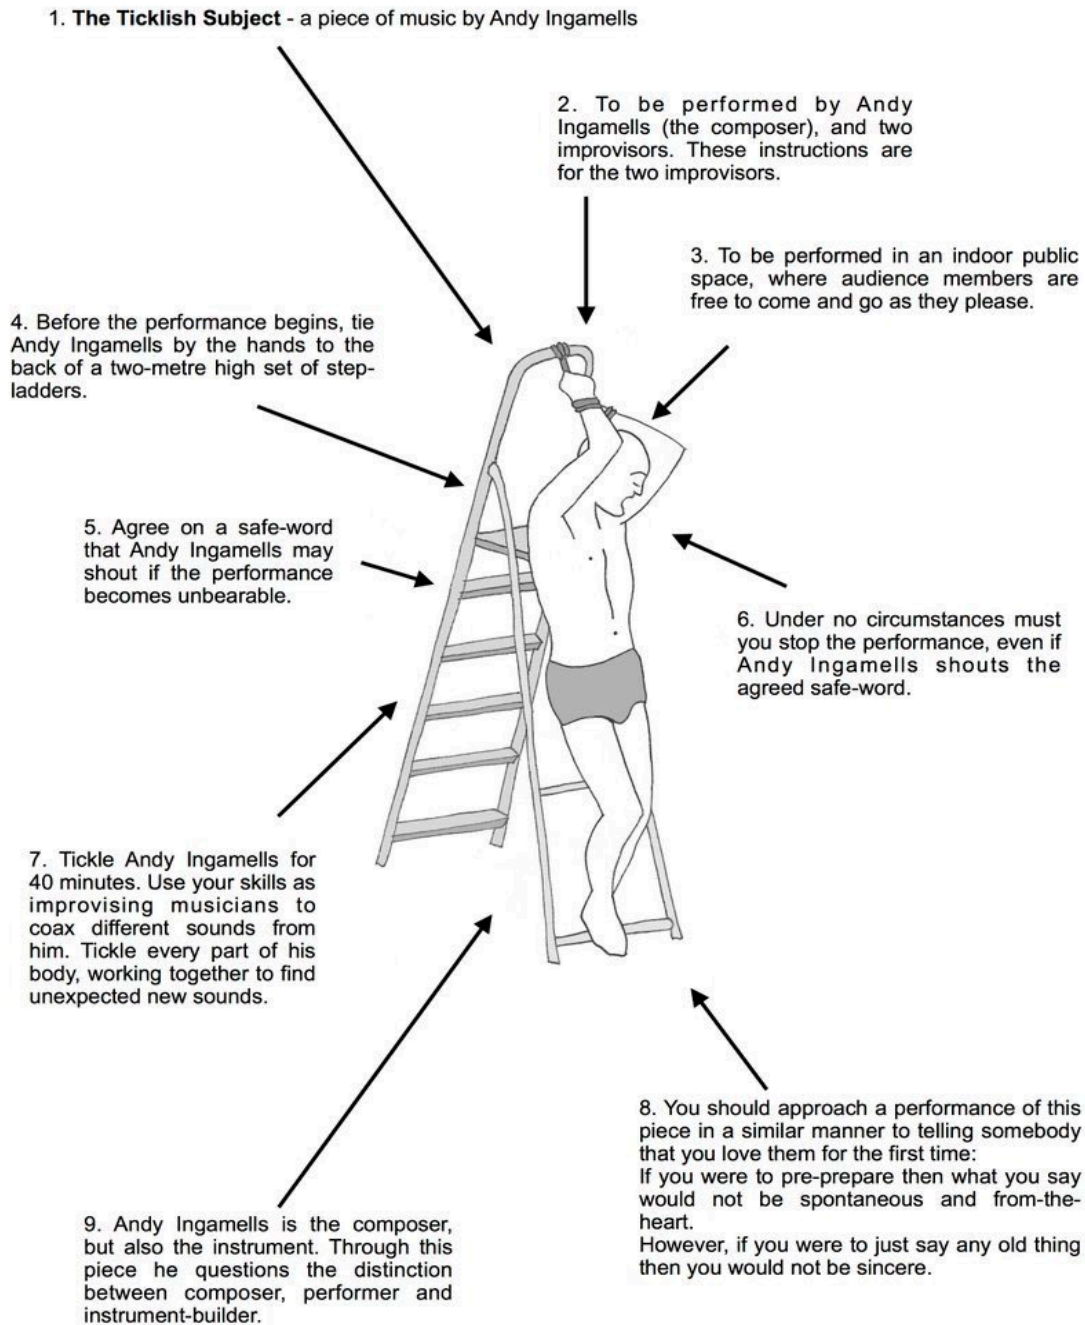 1. The Ticklish Subject - a piece of music by Andy Ingamells
2. To be performed by Andy
Ingamells (the composer), and two
improvisors. These instructions are
for the two improvisors.
3. To be performed in an indoor public
space, where audience members are
free to come and go as they please.
4. Before the performance begins, tie
Andy Ingamells by the hands to the
back of a two-metre high set of step-
ladders.
5. Agree on a safe-word
that Andy Ingamells may
shout if the performance
becomes unbearable.
6. Under no circumstances must
you stop the performance, even if
Andy Ingamells shouts the
agreed safe-word.
7. Tickle Andy Ingamells for
40 minutes. Use your skills as
improvising musicians to
coax different sounds from
him. Tickle every part of his
body, working together to find
unexpected new sounds.
8. You should approach a performance of this
piece in a similar manner to telling somebody
that you love them for the first time:
If you were to pre-prepare then what you say
would not be spontaneous and from-the-
heart.
However, if you were to just say any old thing
then you would not be sincere.
9. Andy Ingamells is the composer,
but also the instrument. Through this
piece he questions the distinction
between composer, performer and
instrument-builder.